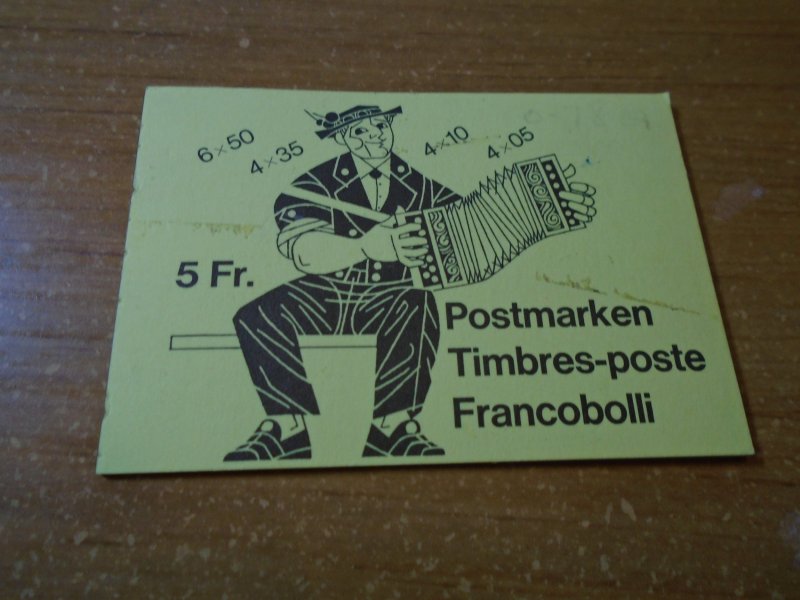 6×50
4×35
4×10
4×05
5 Fr.
Postmarken
Timbres-poste
Francobolli